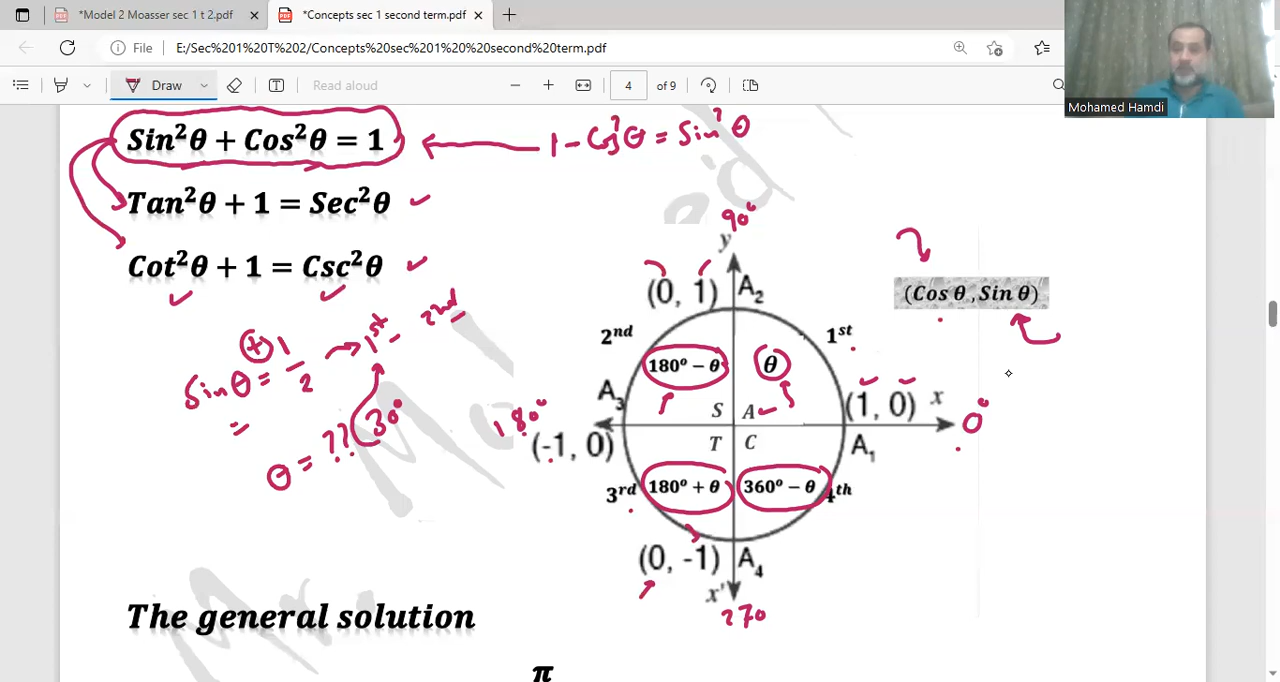 *Model 2 Moasser sec 1 t 2.pdf
*Concepts sec 1 second term.pdf
File E:/Sec%201%20T%202/Concepts%20sec%201%20%20second%20term.pdf
Draw
Read aloud
4 of 9
Mohamed Hamdi
Sin²θ + Cos²θ = 1
1 - Cos²θ = Sin²θ
Tan²θ + 1 = Sec²θ
Cot²θ + 1 = Csc²θ
90°
y
(0, 1) A₂
(Cos θ ,Sin θ)
2nd
1st
180° − θ
θ
A₃
S A
(1, 0) x
0°
180°
(-1, 0)
T C
A₁
3rd
180° + θ
360° − θ
4th
(0, -1) A₄
x'
270
Sin θ = 1/2 → 1st 2nd
+
θ = ?? 30°
The general solution
π